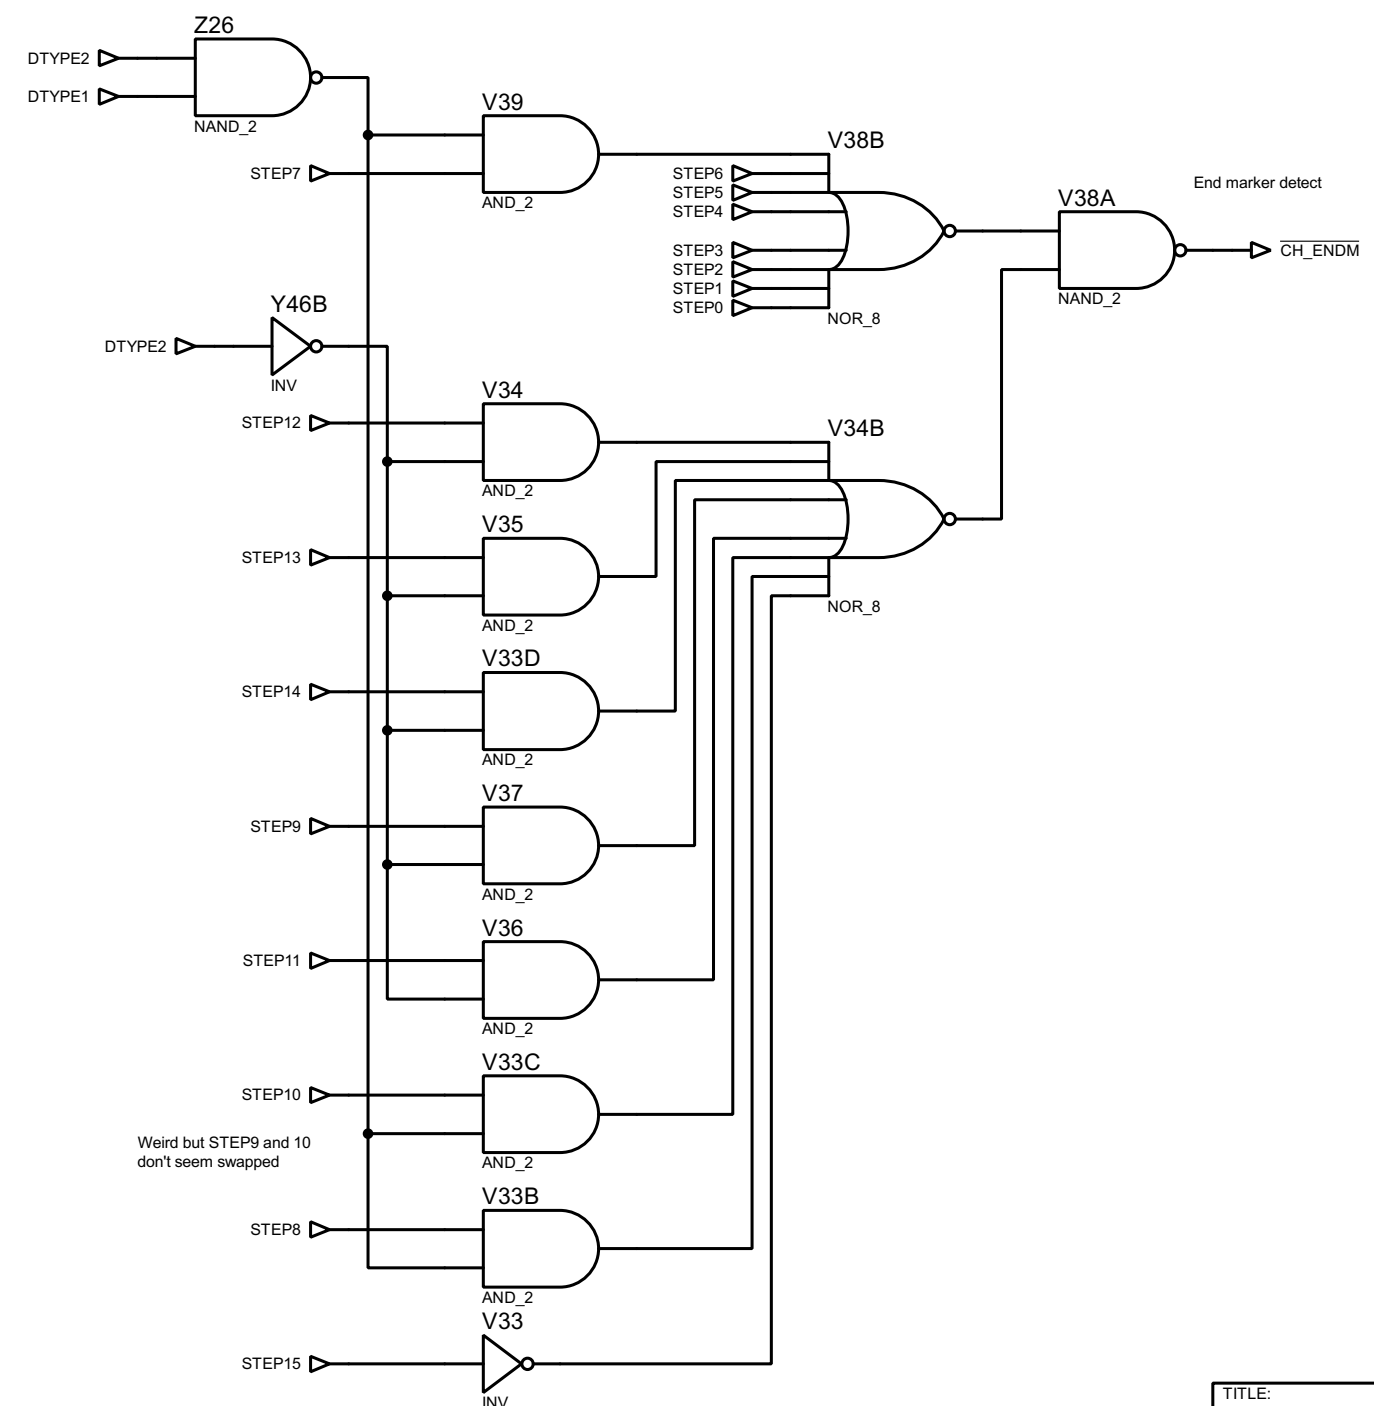 Z26
DTYPE2
DTYPE1
NAND_2
V39
STEP7
AND_2
V38B
STEP6
STEP5
STEP4
STEP3
STEP2
STEP1
STEP0
NOR_8
End marker detect
V38A
CH_ENDM
NAND_2
Y46B
DTYPE2
INV
V34
STEP12
AND_2
V34B
NOR_8
V35
STEP13
AND_2
V33D
STEP14
AND_2
V37
STEP9
AND_2
V36
STEP11
AND_2
V33C
STEP10
AND_2
Weird but STEP9 and 10
don't seem swapped
V33B
STEP8
AND_2
V33
STEP15
INV
TITLE: